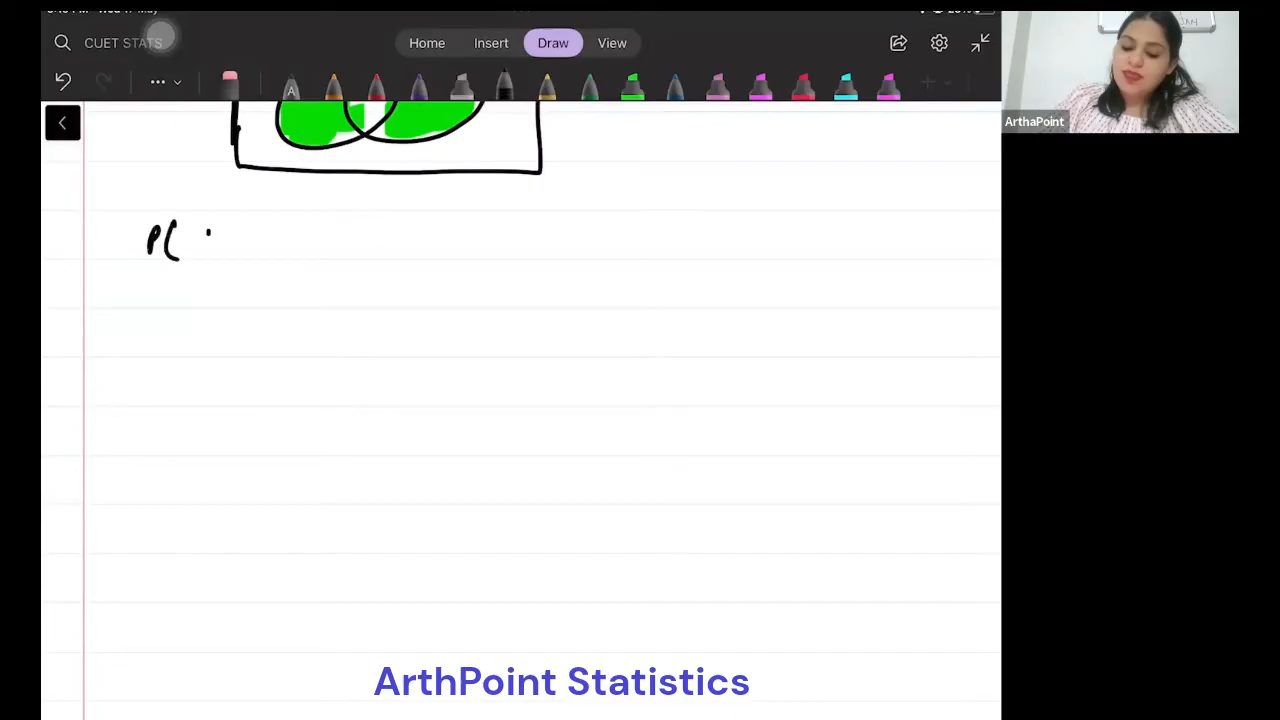 CUET STATS
Home Insert Draw View
A
ArthaPoint
P(
ArthPoint Statistics